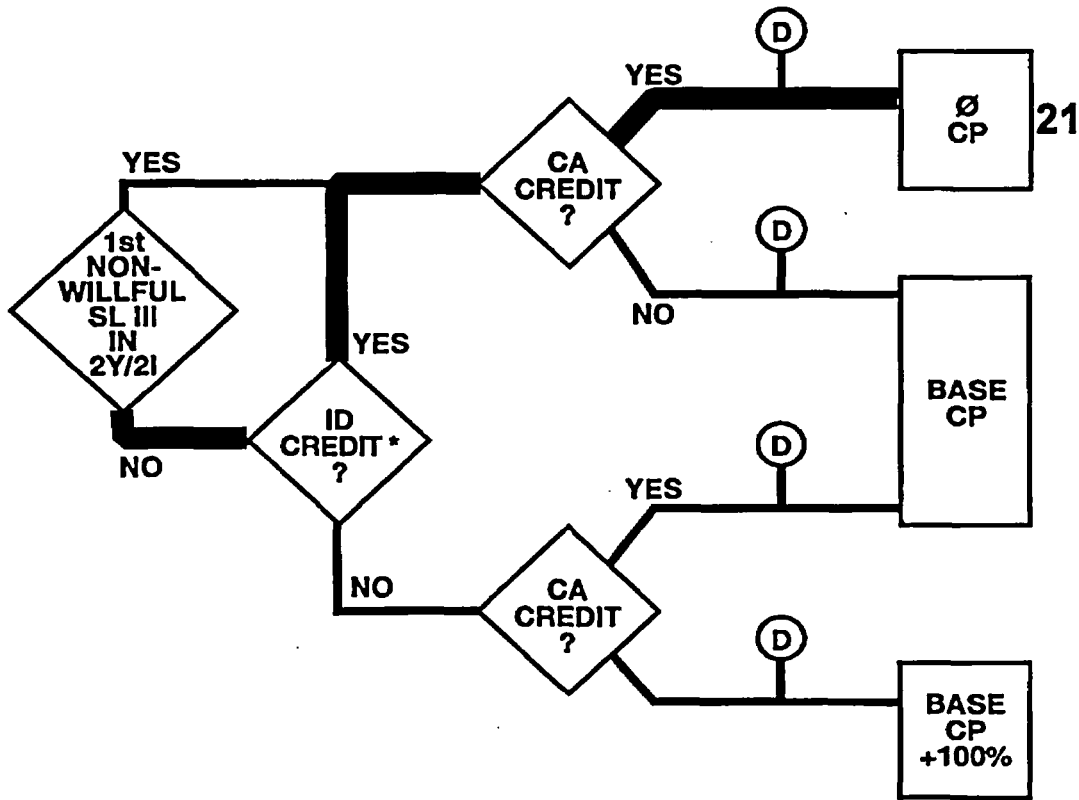 D
YES
Ø
CP
21
YES
CA
CREDIT
?
1st
NON-
WILLFUL
SL III
IN
2Y/2I
D
NO
YES
BASE
CP
ID
CREDIT*
?
NO
D
YES
NO
CA
CREDIT
?
D
BASE
CP
+100%